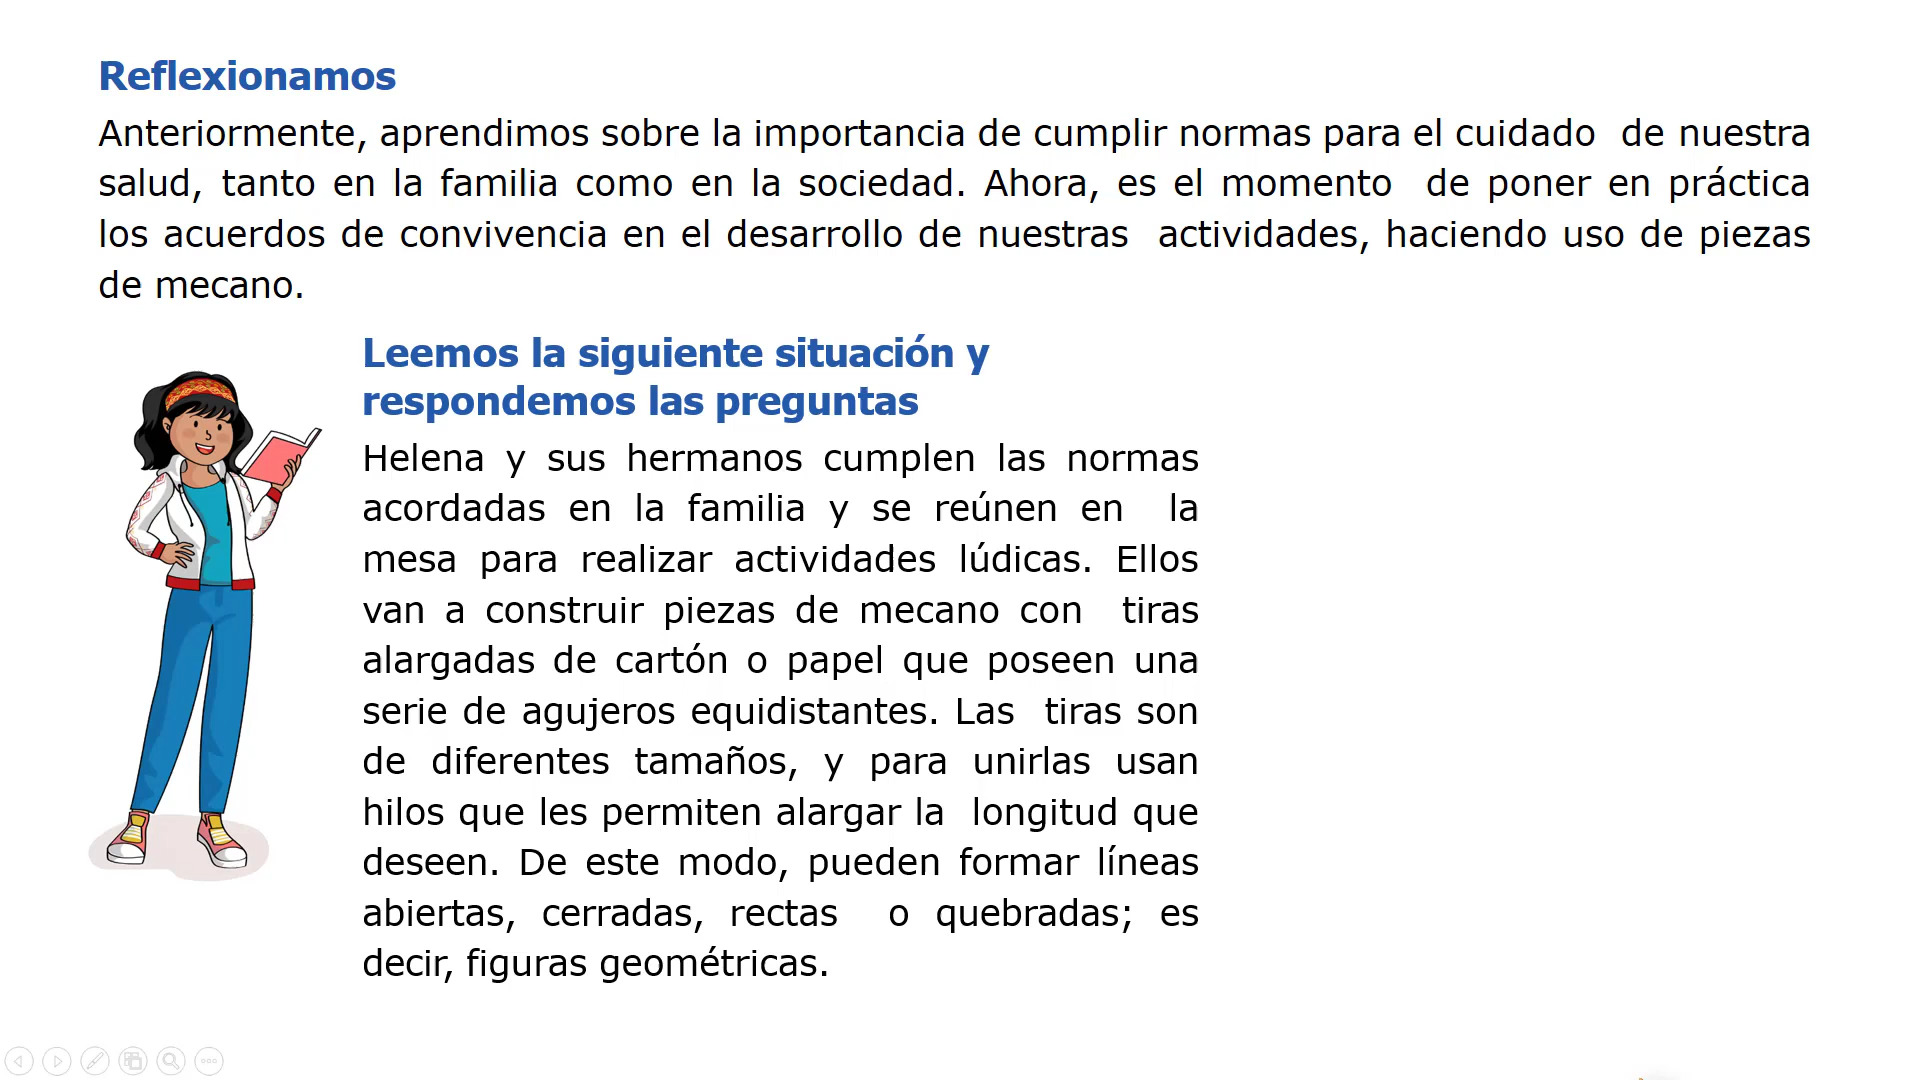 Reflexionamos
Anteriormente, aprendimos sobre la importancia de cumplir normas para el cuidado de nuestra
salud, tanto en la familia como en la sociedad. Ahora, es el momento de poner en práctica
los acuerdos de convivencia en el desarrollo de nuestras actividades, haciendo uso de piezas
de mecano.
Leemos la siguiente situación y
respondemos las preguntas
Helena y sus hermanos cumplen las normas
acordadas en la familia y se reúnen en la
mesa para realizar actividades lúdicas. Ellos
van a construir piezas de mecano con tiras
alargadas de cartón o papel que poseen una
serie de agujeros equidistantes. Las tiras son
de diferentes tamaños, y para unirlas usan
hilos que les permiten alargar la longitud que
deseen. De este modo, pueden formar líneas
abiertas, cerradas, rectas o quebradas; es
decir, figuras geométricas.